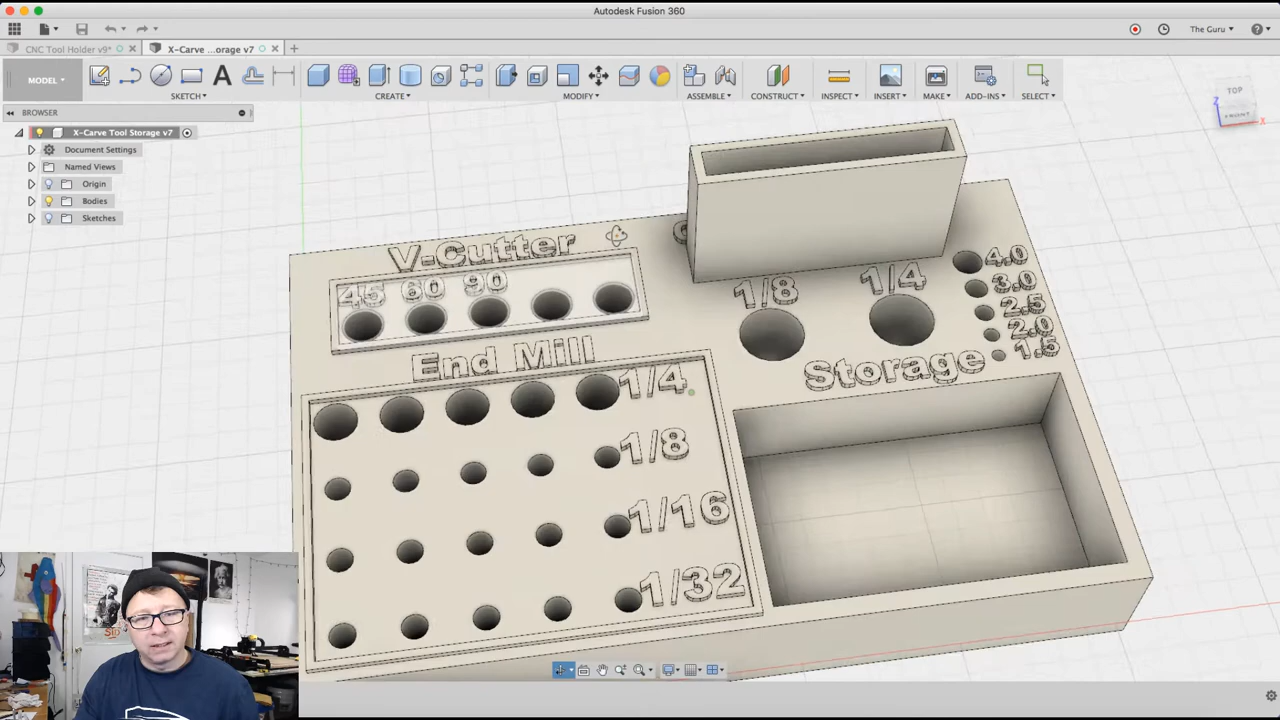 Autodesk Fusion 360
The Guru
CNC Tool Holder v9*
X-Carve ...orage v7
MODEL
SKETCH
CREATE
MODIFY
ASSEMBLE
CONSTRUCT
INSPECT
INSERT
MAKE
ADD-INS
SELECT
BROWSER
X-Carve Tool Storage v7
Document Settings
Named Views
Origin
Bodies
Sketches
TOP
FRONT
Z
X
V-Cutter
45 60 90
End Mill
1/4
1/8
1/16
1/32
1/8
1/4
4.0
3.0
2.5
2.0
1.5
Storage